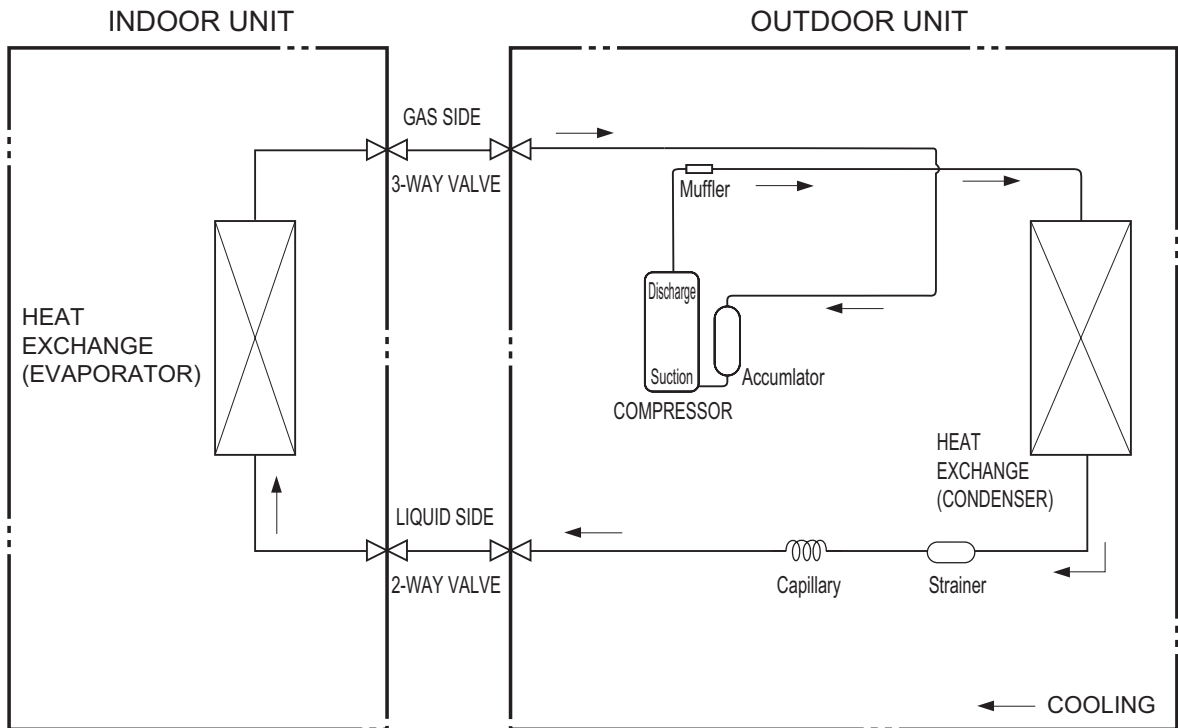 INDOOR UNIT
OUTDOOR UNIT
GAS SIDE
3-WAY VALVE
Muffler
HEAT
EXCHANGE
(EVAPORATOR)
Discharge
Suction
Accumlator
COMPRESSOR
HEAT
EXCHANGE
(CONDENSER)
LIQUID SIDE
2-WAY VALVE
Capillary
Strainer
COOLING